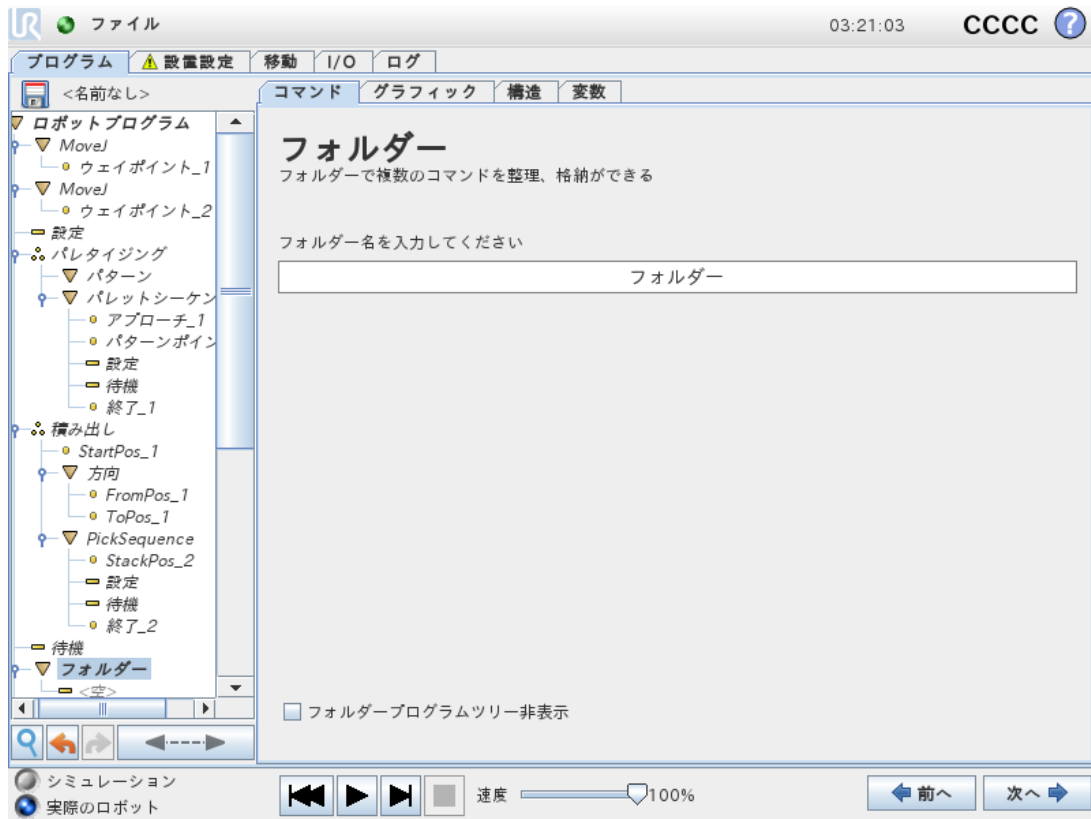 UR ファイル 03:21:03 CCCC ?
プログラム 設置設定 移動 I/O ログ
<名前なし>
コマンド グラフィック 構造 変数
ロボットプログラム
MoveJ
ウェイポイント_1
MoveJ
ウェイポイント_2
設定
パレタイジング
パターン
パレットシーケン
アプローチ_1
パターンポイン
設定
待機
終了_1
積み出し
StartPos_1
方向
FromPos_1
ToPos_1
PickSequence
StackPos_2
設定
待機
終了_2
待機
フォルダー
<空>
フォルダー
フォルダーで複数のコマンドを整理、格納ができる
フォルダー名を入力してください
フォルダー
フォルダープログラムツリー非表示
シミュレーション
実際のロボット
速度 100%
前へ 次へ